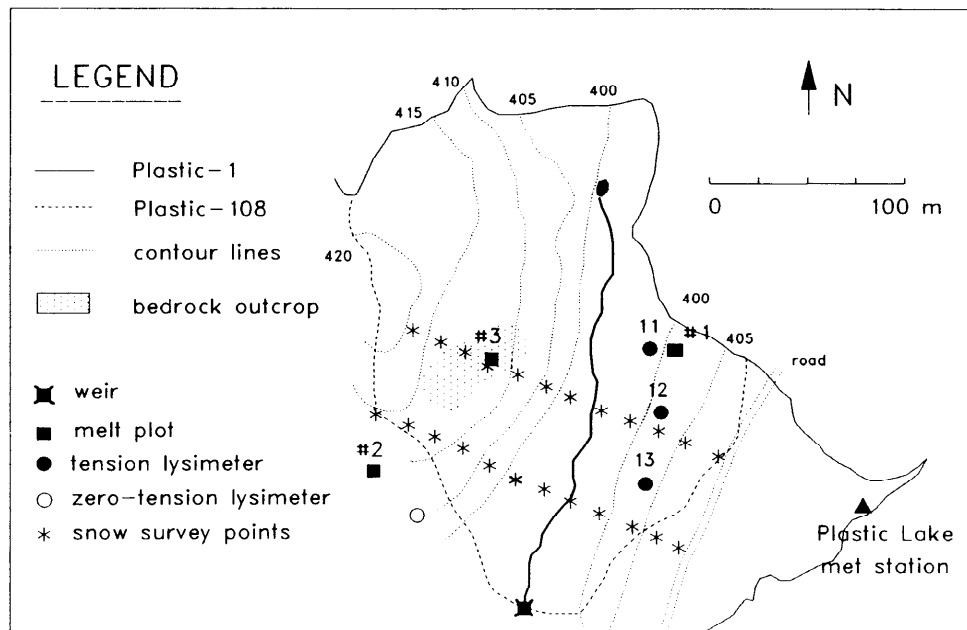 LEGEND
Plastic-1
Plastic-108
contour lines
bedrock outcrop
weir
melt plot
tension lysimeter
zero-tension lysimeter
snow survey points
410
415
405
400
N
0 100 m
420
400
#3
11
#1
405
road
12
#2
13
Plastic Lake
met station